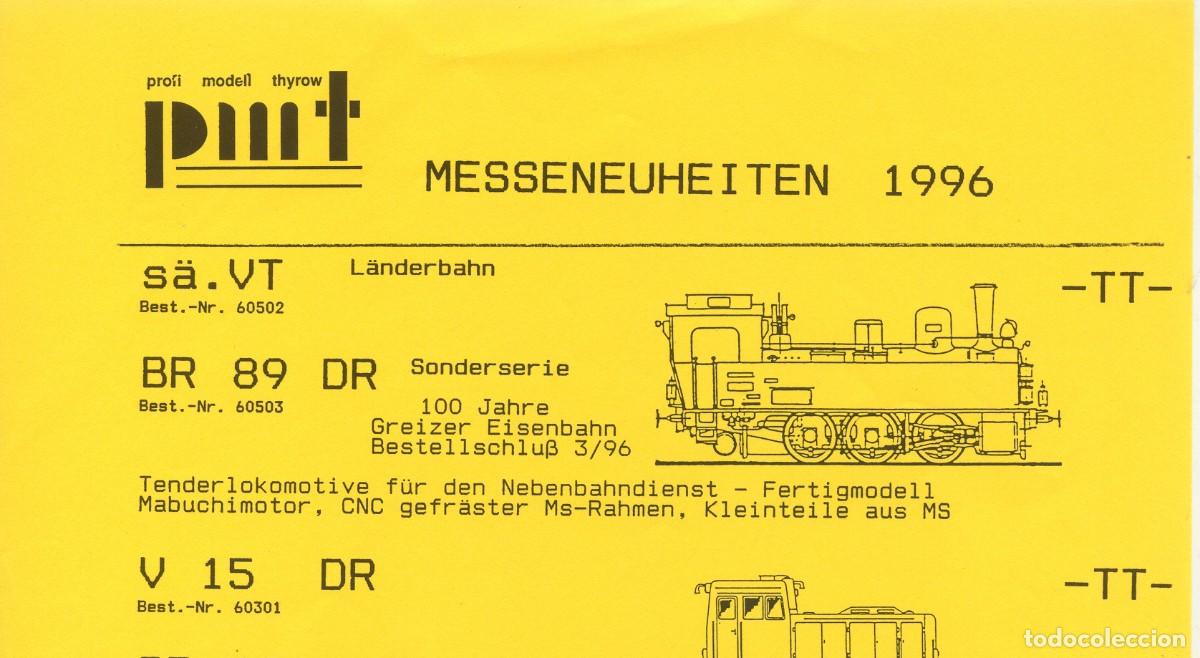 profi modell thyrow
pmt
MESSENEUHEITEN 1996
sä.VT Länderbahn -TT-
Best.-Nr. 60502
BR 89 DR Sonderserie
Best.-Nr. 60503
100 Jahre
Greizer Eisenbahn
Bestellschluß 3/96
Tenderlokomotive für den Nebenbahndienst - Fertigmodell
Mabuchimotor, CNC gefräster Ms-Rahmen, Kleinteile aus MS
V 15 DR -TT-
Best.-Nr. 60301
todocoleccion